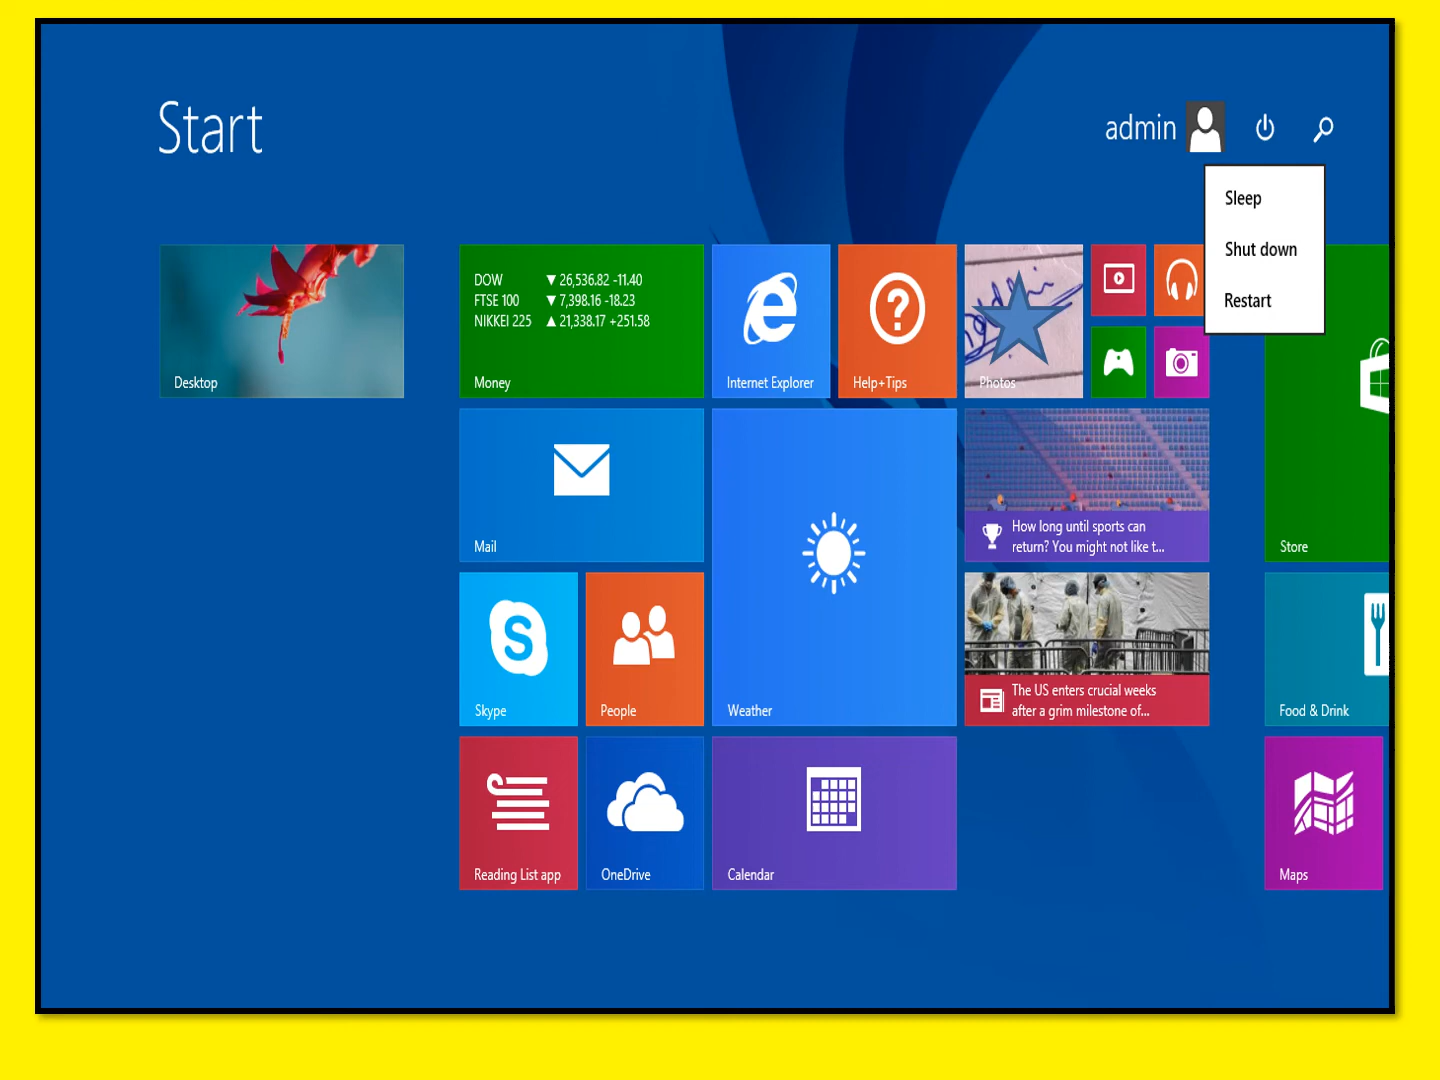 Start
admin
Sleep
Shut down
Restart
DOW ▼ 26,536.82 -11.40
FTSE 100 ▼ 7,398.16 -18.23
NIKKEI 225 ▲ 21,338.17 +251.58
Desktop
Money
Internet Explorer
Help+Tips
Photos
Mail
How long until sports can
return? You might not like t...
Store
Skype
People
Weather
The US enters crucial weeks
after a grim milestone of...
Food & Drink
Reading List app
OneDrive
Calendar
Maps